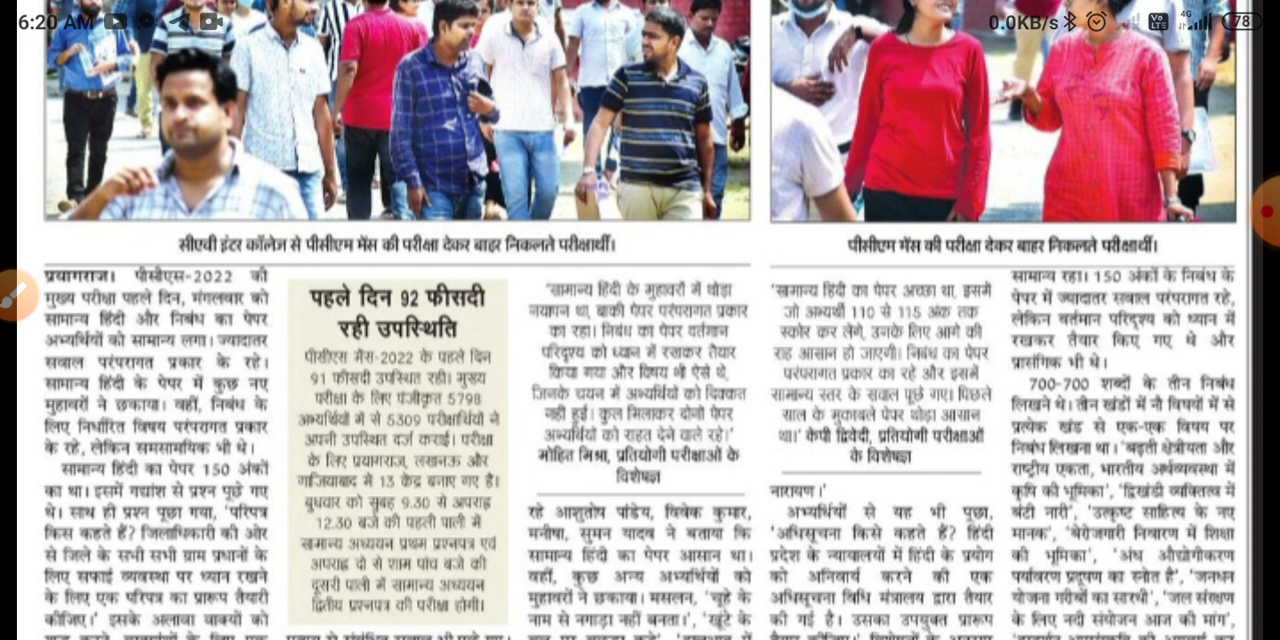 6:20 AM
0.0KB/s
Vo LTE
4G
78
सीएवी इंटर कॉलेज से पीसीएम मेंस की परीक्षा देकर बाहर निकलते परीक्षार्थी।
पीसीएम मेंस की परीक्षा देकर बाहर निकलते परीक्षार्थी।
प्रयागराज। पीसीएस-2022 की
मुख्य परीक्षा पहले दिन, मंगलवार को
सामान्य हिंदी और निबंध का पेपर
अभ्यर्थियों को सामान्य लगा। ज्यादातर
सवाल परंपरागत प्रकार के रहे।
सामान्य हिंदी के पेपर में कुछ नए
मुहावरों ने छकाया। वहीं, निबंध के
लिए निर्धारित विषय परंपरागत प्रकार
के रहे, लेकिन समसामयिक भी थे।
सामान्य हिंदी का पेपर 150 अंकों
का था। इसमें गद्यांश से प्रश्न पूछे गए
थे। साथ ही प्रश्न पूछा गया, 'परिपत्र
किस कहते हैं? जिलाधिकारी की ओर
से जिले के सभी सभी ग्राम प्रधानों के
लिए सफाई व्यवस्था पर ध्यान रखने
के लिए एक परिपत्र का प्रारूप तैयारी
कीजिए।' इसके अलावा वाक्यों को
पहले दिन 92 फीसदी
रही उपस्थिति
पीसीएस मेंस-2022 के पहले दिन
91 फीसदी उपस्थित रही। मुख्य
परीक्षा के लिए पंजीकृत 5798
अभ्यर्थियों में से 5309 परीक्षार्थियों ने
अपनी उपस्थित दर्ज कराई। परीक्षा
के लिए प्रयागराज, लखनऊ और
गाजियाबाद में 13 केंद्र बनाए गए है।
बुधवार को सुबह 9.30 से अपराह्न
12.30 बजे की पहली पाली में
सामान्य अध्ययन प्रथम प्रश्नपत्र एवं
अपराह्न दो से शाम पांच बजे की
दूसरी पाली में सामान्य अध्ययन
द्वितीय प्रश्नपत्र की परीक्षा होगी।
'सामान्य हिंदी के मुहावरों में थोड़ा
नयापन था, बाकी पेपर परंपरागत प्रकार
का रहा। निबंध का पेपर वर्तमान
परिदृश्य को ध्यान में रखकर तैयार
किया गया और विषय भी ऐसे थे,
जिनके चयन में अभ्यर्थियों को दिक्कत
नहीं हुई। कुल मिलाकर दोनों पेपर
अभ्यर्थियों को राहत देने वाले रहे।'
मोहित मिश्रा, प्रतियोगी परीक्षाओं के
विशेषज्ञ
रहे आशुतोष पांडेय, विवेक कुमार,
मनीषा, सुमन यादव ने बताया कि
सामान्य हिंदी का पेपर आसान था।
वहीं, कुछ अन्य अभ्यर्थियों को
मुहावरों ने छकाया। मसलन, 'चूहे के
नाम से नगाड़ा नहीं बनता।', 'खूंटे के
'सामान्य हिंदी का पेपर अच्छा था, इसमें
जो अभ्यर्थी 110 से 115 अंक तक
स्कोर कर लेंगे, उनके लिए आगे की
राह आसान हो जाएगी। निबंध का पेपर
परंपरागत प्रकार का रहे और इसमें
सामान्य स्तर के सवाल पूछे गए। पिछले
साल के मुकाबले पेपर थोड़ा आसान
था।' केपी द्विवेदी, प्रतियोगी परीक्षाओं
के विशेषज्ञ
नारायण।'
अभ्यर्थियों से यह भी पूछा,
'अधिसूचना किसे कहते हैं? हिंदी
प्रदेश के न्यायालयों में हिंदी के प्रयोग
को अनिवार्य करने की एक
अधिसूचना विधि मंत्रालय द्वारा तैयार
की गई है। उसका उपयुक्त प्रारूप
सामान्य रहा। 150 अंकों के निबंध के
पेपर में ज्यादातर सवाल परंपरागत रहे,
लेकिन वर्तमान परिदृश्य को ध्यान में
रखकर तैयार किए गए थे और
प्रासंगिक भी थे।
700-700 शब्दों के तीन निबंध
लिखने थे। तीन खंडों में नौ विषयों में से
प्रत्येक खंड से एक-एक विषय पर
निबंध लिखना था। 'बढ़ती क्षेत्रीयता और
राष्ट्रीय एकता, भारतीय अर्थव्यवस्था में
कृषि की भूमिका', 'द्विखंडी व्यक्तित्व में
बंटी नारी', 'उत्कृष्ट साहित्य के नए
मानक', 'बेरोजगारी निवारण में शिक्षा
की भूमिका', 'अंध औद्योगीकरण
पर्यावरण प्रदूषण का स्नोत है', 'जनधन
योजना गरीबों का सारथी', 'जल संरक्षण
के लिए नदी संयोजन आज की मांग',